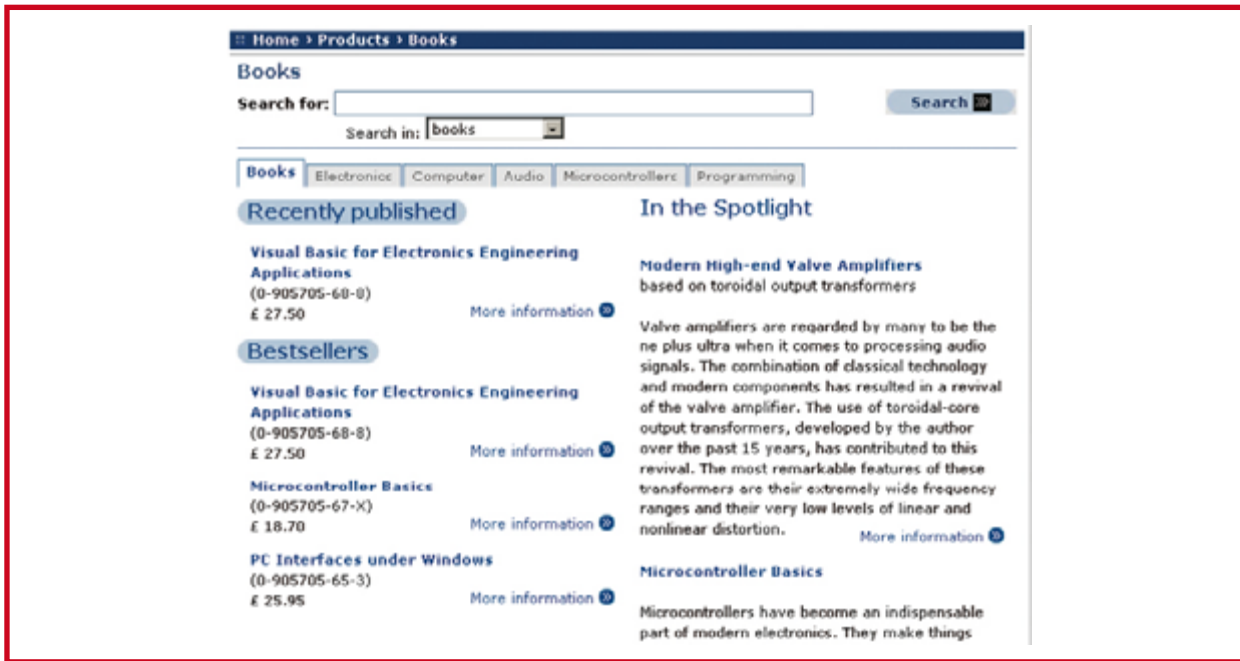 Home › Products › Books
Books
Search for:
Search
Search in: books
Books Electronics Computer Audio Microcontrollers Programming
Recently published
Visual Basic for Electronics Engineering
Applications
(0-905705-68-8)
£ 27.50
More information
Bestsellers
Visual Basic for Electronics Engineering
Applications
(0-905705-68-8)
£ 27.50
More information
Microcontroller Basics
(0-905705-67-X)
£ 18.70
More information
PC Interfaces under Windows
(0-905705-65-3)
£ 25.95
More information
In the Spotlight
Modern High-end Valve Amplifiers
based on toroidal output transformers
Valve amplifiers are regarded by many to be the
ne plus ultra when it comes to processing audio
signals. The combination of classical technology
and modern components has resulted in a revival
of the valve amplifier. The use of toroidal-core
output transformers, developed by the author
over the past 15 years, has contributed to this
revival. The most remarkable features of these
transformers are their extremely wide frequency
ranges and their very low levels of linear and
nonlinear distortion.
More information
Microcontroller Basics
Microcontrollers have become an indispensable
part of modern electronics. They make things